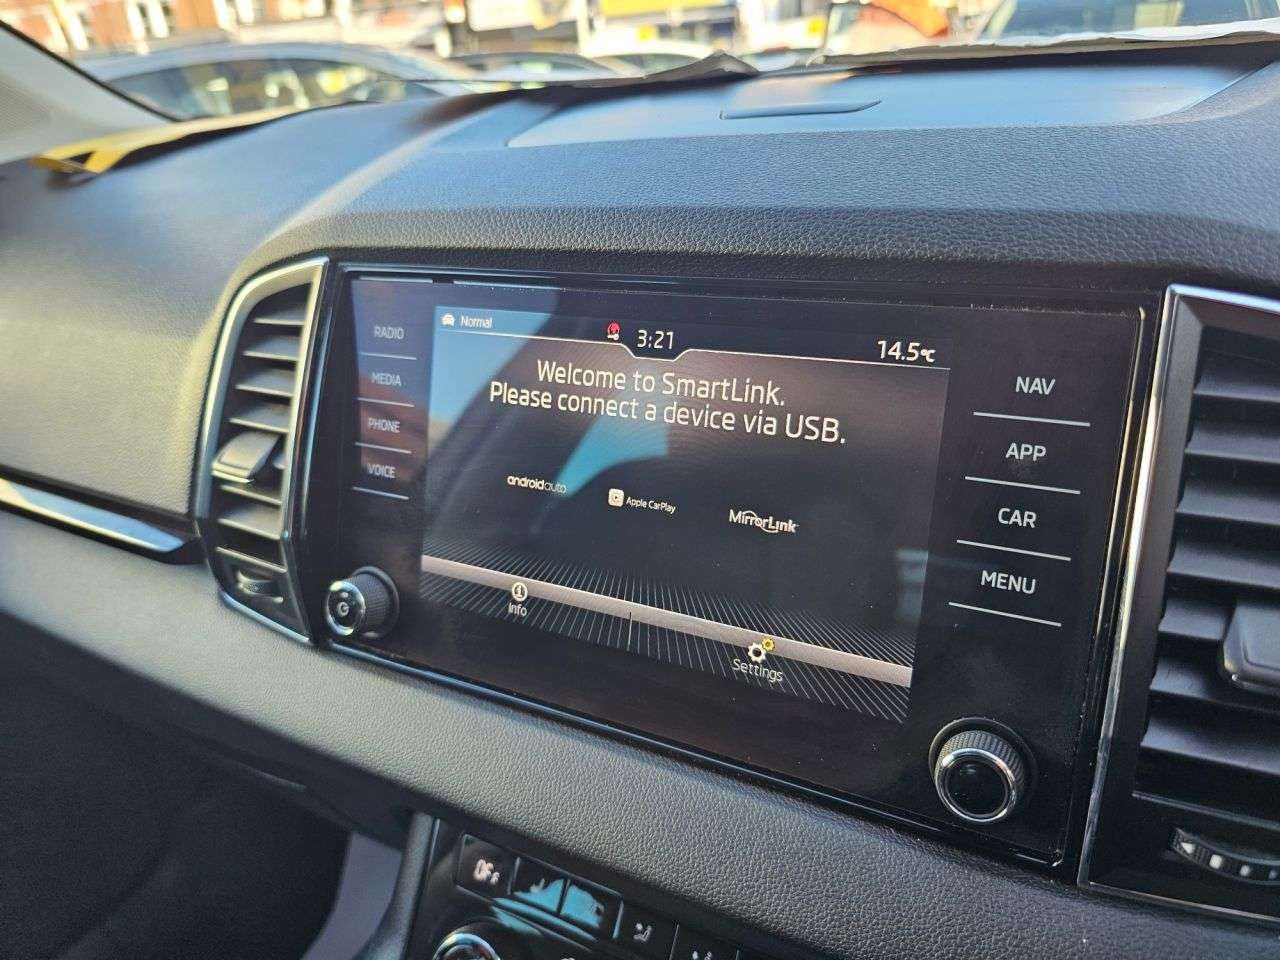 RADIO
MEDIA
PHONE
VOICE
Normal
3:21
14.5°C
Welcome to SmartLink.
Please connect a device via USB.
androidauto
Apple CarPlay
MirrorLink
Info
Settings
NAV
APP
CAR
MENU
OFF